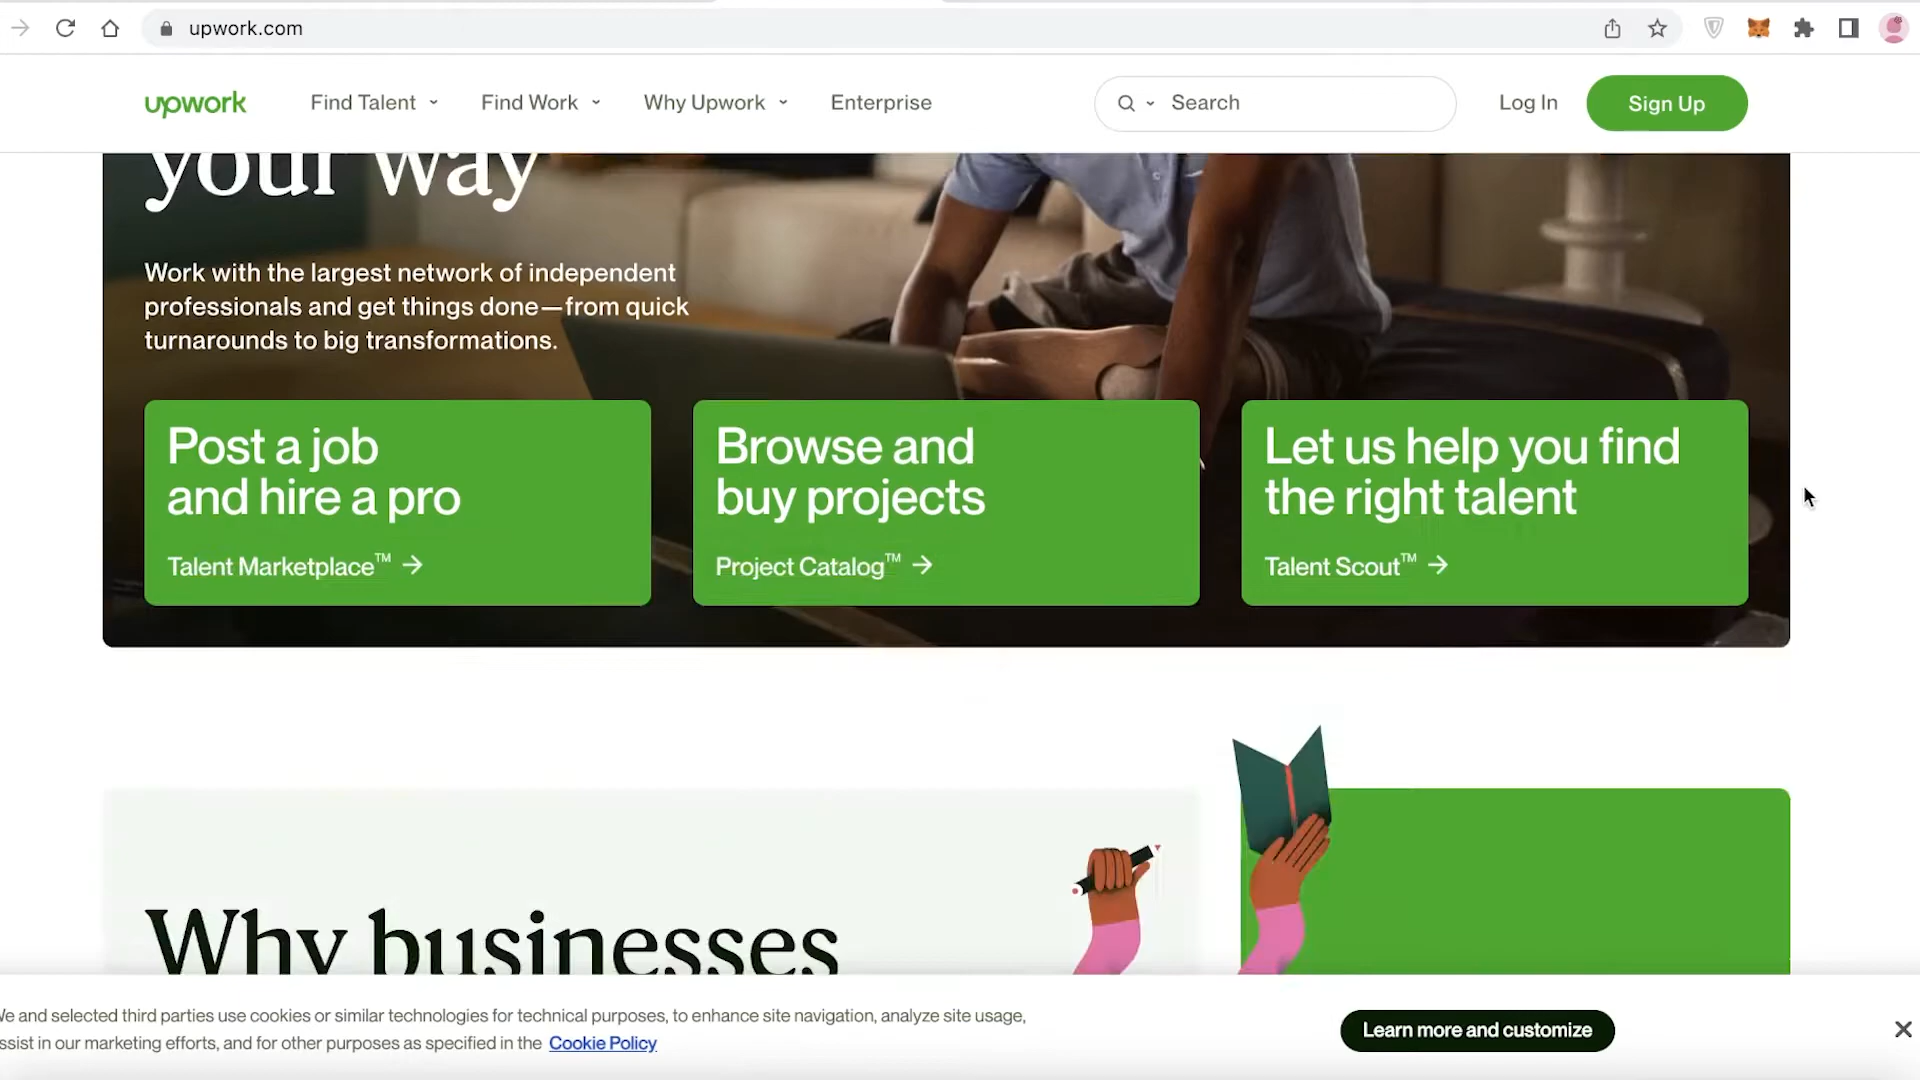 upwork.com
upwork
Find Talent
Find Work
Why Upwork
Enterprise
Search
Log In
Sign Up
your way
Work with the largest network of independent
professionals and get things done—from quick
turnarounds to big transformations.
Post a job
and hire a pro
Talent Marketplace™ →
Browse and
buy projects
Project Catalog™ →
Let us help you find
the right talent
Talent Scout™ →
Why businesses
and selected third parties use cookies or similar technologies for technical purposes, to enhance site navigation, analyze site usage,
in our marketing efforts, and for other purposes as specified in the Cookie Policy
Learn more and customize